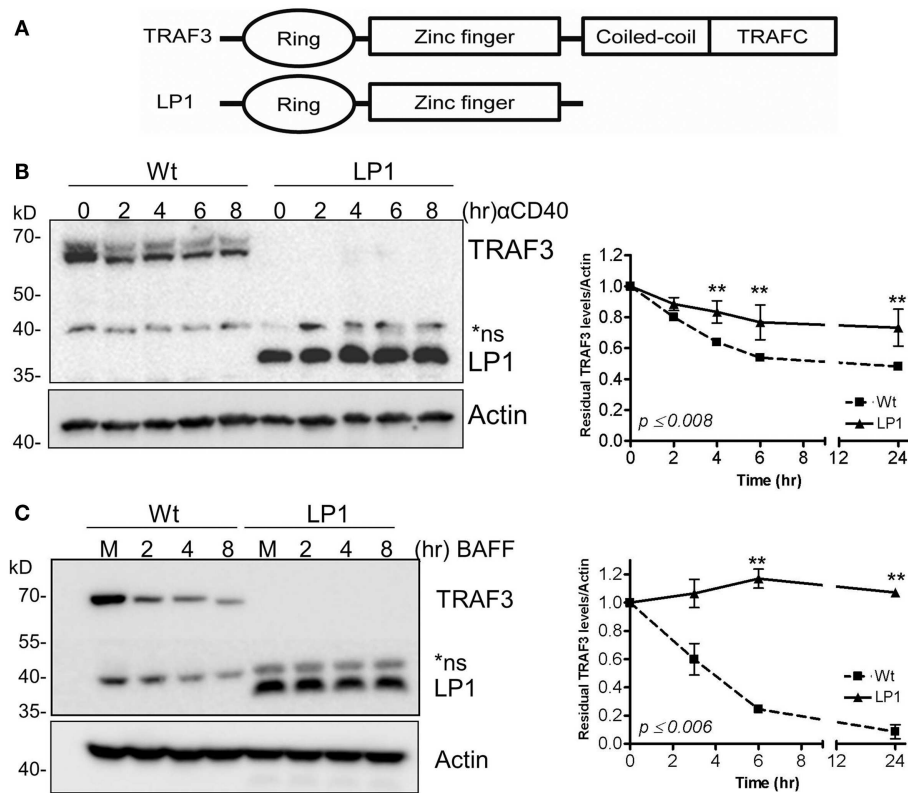 A
TRAF3 Ring Zinc finger Coiled-coil TRAFC
LP1 Ring Zinc finger
B
Wt LP1
kD 0 2 4 6 8 0 2 4 6 8 (hr)αCD40
70-
TRAF3
50-
40-
*ns
LP1
35-
Actin
40-
Residual TRAF3 levels/Actin
1.2
1.0
0.8
0.6
0.4
0.2
0.0
** ** **
Wt
LP1
p ≤0.008
0 2 4 6 8 12 24
Time (hr)
C
Wt LP1
kD M 2 4 8 M 2 4 8 (hr) BAFF
70-
TRAF3
55-
*ns
40-
LP1
35-
Actin
40-
Residual TRAF3 levels/Actin
1.2
1.0
0.8
0.6
0.4
0.2
0.0
** **
Wt
LP1
p ≤0.006
0 2 4 6 8 12 24
Time (hr)